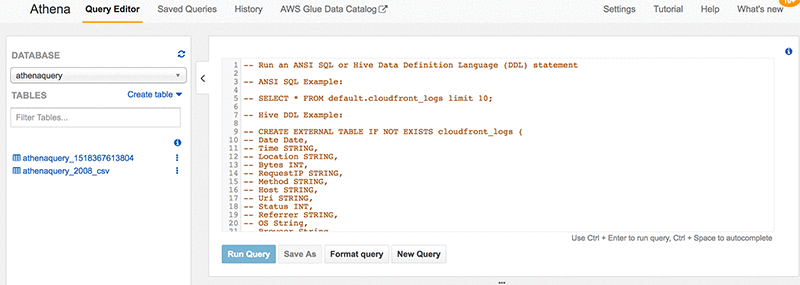 Athena Query Editor Saved Queries History AWS Glue Data Catalog Settings Tutorial Help What's new 10+
DATABASE
athenaquery
TABLES Create table
Filter Tables...
athenaquery_1518367613804
athenaquery_2008_csv
1 -- Run an ANSI SQL or Hive Data Definition Language (DDL) statement
2
3 -- ANSI SQL Example:
4
5 -- SELECT * FROM default.cloudfront_logs limit 10;
6
7 -- Hive DDL Example:
8
9 -- CREATE EXTERNAL TABLE IF NOT EXISTS cloudfront_logs (
10 -- Date Date,
11 -- Time STRING,
12 -- Location STRING,
13 -- Bytes INT,
14 -- RequestIP STRING,
15 -- Method STRING,
16 -- Host STRING,
17 -- Uri STRING,
18 -- Status INT,
19 -- Referrer STRING,
20 -- OS String,
21 -- Browser String
Use Ctrl + Enter to run query, Ctrl + Space to autocomplete
Run Query Save As Format query New Query